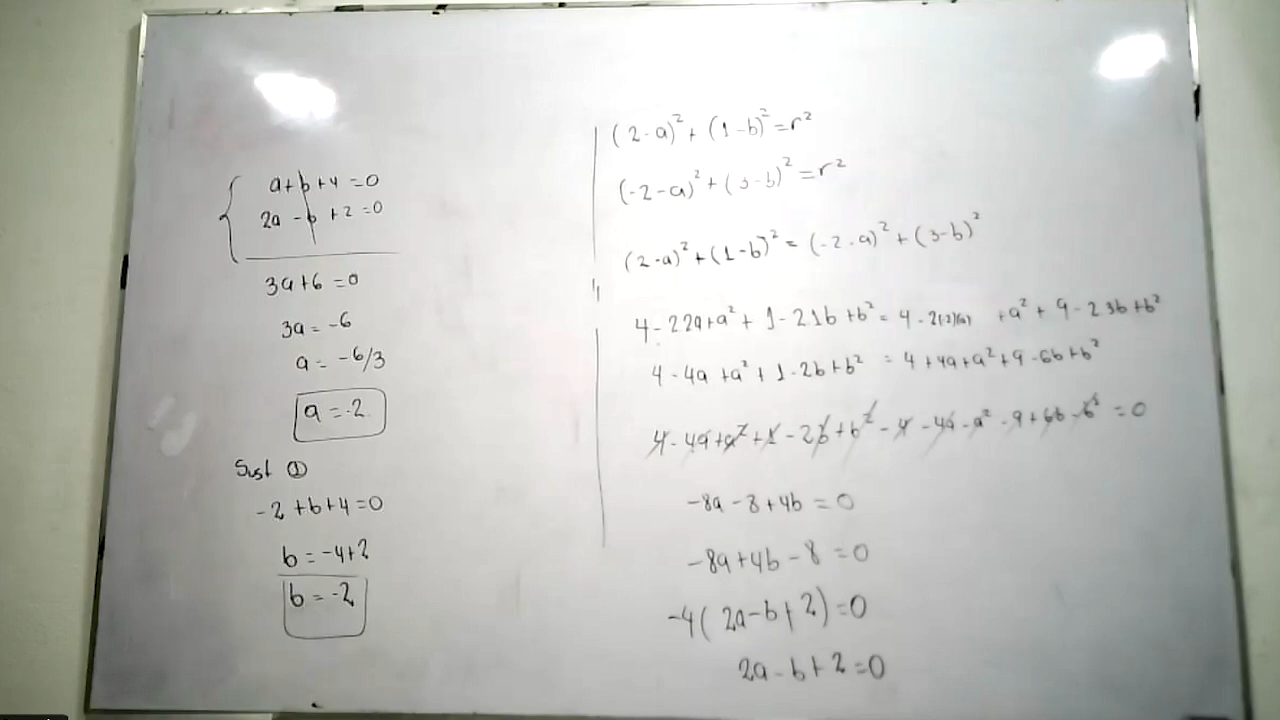 a+b+4=0
2a-b+2=0
3a+6=0
3a=-6
a=-6/3
a=-2
Sust ①
-2+b+4=0
b=-4+2
b=-2
(2-a)²+(1-b)²=r²
(-2-a)²+(3-b)²=r²
(2-a)²+(1-b)²=(-2-a)²+(3-b)²
4-22a+a²+1-21b+b²=4-2(-2)(a) +a²+9-23b+b²
4-4a+a²+1-2b+b²=4+4a+a²+9-6b+b²
4-4a+a²+1-2b+b²-4-4a-a²-9+6b-b²=0
-8a-8+4b=0
-8a+4b-8=0
-4(2a-b+2)=0
2a-b+2=0